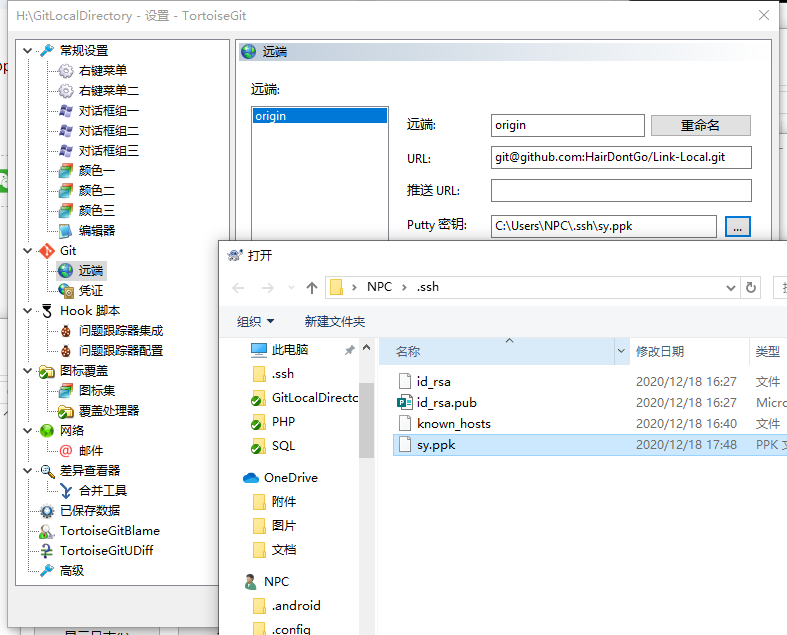 H:\GitLocalDirectory - 设置 - TortoiseGit
常规设置
右键菜单
右键菜单二
对话框组一
对话框组二
对话框组三
颜色一
颜色二
颜色三
编辑器
Git
远端
凭证
Hook 脚本
问题跟踪器集成
问题跟踪器配置
图标覆盖
图标集
覆盖处理器
网络
邮件
差异查看器
合并工具
已保存数据
TortoiseGitBlame
TortoiseGitUDiff
高级
远端
远端:
origin
远端: origin 重命名
URL: git@github.com:HairDontGo/Link-Local.git
推送 URL:
Putty 密钥: C:\Users\NPC\.ssh\sy.ppk ...
打开
NPC › .ssh
组织 新建文件夹
此电脑
.ssh
GitLocalDirectc
PHP
SQL
OneDrive
附件
图片
文档
NPC
.android
.config
名称 修改日期 类型
id_rsa 2020/12/18 16:27 文件
id_rsa.pub 2020/12/18 16:27 Micro
known_hosts 2020/12/18 16:40 文件
sy.ppk 2020/12/18 17:48 PPK